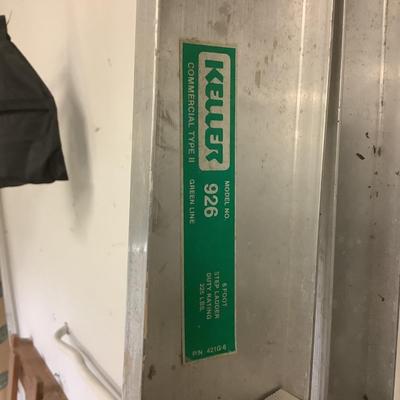 KELLER
COMMERCIAL TYPE II
MODEL NO.
926
GREEN LINE
6 FOOT
STEP LADDER
DUTY RATING
225 LBS.
P/N 421G-6